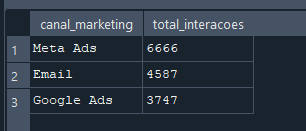 canal_marketing total_interacoes
1 Meta Ads 6666
2 Email 4587
3 Google Ads 3747